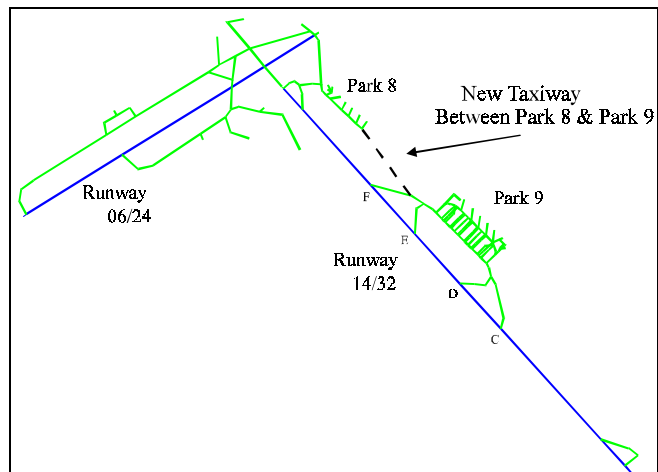 Park 8
New Taxiway
Between Park 8 & Park 9
Runway
06/24
F
Park 9
E
Runway
14/32
D
C